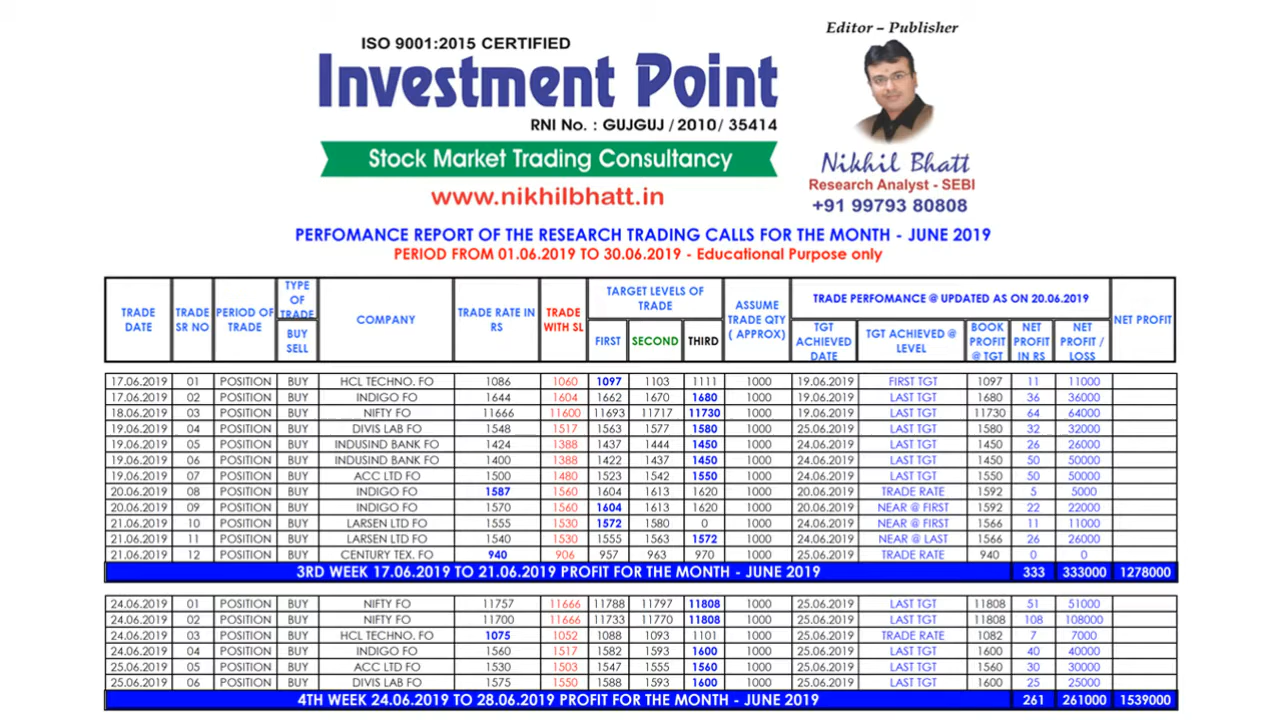 Editor – Publisher
ISO 9001:2015 CERTIFIED
Investment Point
RNI No. : GUJGUJ / 2010 / 35414
Stock Market Trading Consultancy
www.nikhilbhatt.in
Nikhil Bhatt
Research Analyst - SEBI
+91 99793 80808
PERFOMANCE REPORT OF THE RESEARCH TRADING CALLS FOR THE MONTH - JUNE 2019
PERIOD FROM 01.06.2019 TO 30.06.2019 - Educational Purpose only
TRADE DATE TRADE SR NO PERIOD OF TRADE TYPE OF TRADE BUY SELL COMPANY TRADE RATE IN RS TRADE WITH SL TARGET LEVELS OF TRADE FIRST SECOND THIRD ASSUME TRADE QTY ( APPROX) TRADE PERFOMANCE @ UPDATED AS ON 20.06.2019 TGT ACHIEVED DATE TGT ACHIEVED @ LEVEL BOOK PROFIT @ TGT NET PROFIT IN RS NET PROFIT / LOSS NET PROFIT
17.06.2019 01 POSITION BUY HCL TECHNO. FO 1086 1060 1097 1103 1111 1000 19.06.2019 FIRST TGT 1097 11 11000
17.06.2019 02 POSITION BUY INDIGO FO 1644 1604 1662 1670 1680 1000 19.06.2019 LAST TGT 1680 36 36000
18.06.2019 03 POSITION BUY NIFTY FO 11666 11600 11693 11717 11730 1000 19.06.2019 LAST TGT 11730 64 64000
19.06.2019 04 POSITION BUY DIVIS LAB FO 1548 1517 1563 1577 1580 1000 25.06.2019 LAST TGT 1580 32 32000
19.06.2019 05 POSITION BUY INDUSIND BANK FO 1424 1388 1437 1444 1450 1000 24.06.2019 LAST TGT 1450 26 26000
19.06.2019 06 POSITION BUY INDUSIND BANK FO 1400 1388 1422 1437 1450 1000 24.06.2019 LAST TGT 1450 50 50000
19.06.2019 07 POSITION BUY ACC LTD FO 1500 1480 1523 1542 1550 1000 24.06.2019 LAST TGT 1550 50 50000
20.06.2019 08 POSITION BUY INDIGO FO 1587 1560 1604 1613 1620 1000 20.06.2019 TRADE RATE 1592 5 5000
20.06.2019 09 POSITION BUY INDIGO FO 1570 1560 1604 1613 1620 1000 20.06.2019 NEAR @ FIRST 1592 22 22000
21.06.2019 10 POSITION BUY LARSEN LTD FO 1555 1530 1572 1580 0 1000 24.06.2019 NEAR @ FIRST 1566 11 11000
21.06.2019 11 POSITION BUY LARSEN LTD FO 1540 1530 1555 1563 1572 1000 24.06.2019 NEAR @ LAST 1566 26 26000
21.06.2019 12 POSITION BUY CENTURY TEX. FO 940 906 957 963 970 1000 25.06.2019 TRADE RATE 940 0 0
3RD WEEK 17.06.2019 TO 21.06.2019 PROFIT FOR THE MONTH - JUNE 2019 333 333000 1278000
24.06.2019 01 POSITION BUY NIFTY FO 11757 11666 11788 11797 11808 1000 25.06.2019 LAST TGT 11808 51 51000
24.06.2019 02 POSITION BUY NIFTY FO 11700 11666 11733 11770 11808 1000 25.06.2019 LAST TGT 11808 108 108000
24.06.2019 03 POSITION BUY HCL TECHNO. FO 1075 1052 1088 1093 1101 1000 25.06.2019 TRADE RATE 1082 7 7000
24.06.2019 04 POSITION BUY INDIGO FO 1560 1517 1582 1593 1600 1000 25.06.2019 LAST TGT 1600 40 40000
25.06.2019 05 POSITION BUY ACC LTD FO 1530 1503 1547 1555 1560 1000 25.06.2019 LAST TGT 1560 30 30000
25.06.2019 06 POSITION BUY DIVIS LAB FO 1575 1550 1588 1593 1600 1000 25.06.2019 LAST TGT 1600 25 25000
4TH WEEK 24.06.2019 TO 28.06.2019 PROFIT FOR THE MONTH - JUNE 2019 261 261000 1539000